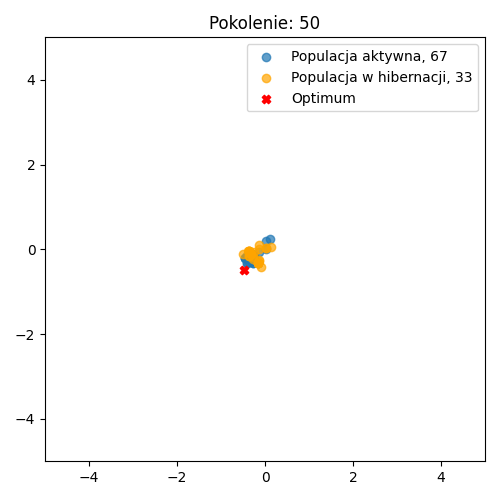 Pokolenie: 50
Populacja aktywna, 67
Populacja w hibernacji, 33
Optimum
4
2
0
−2
−4
−4
−2
0
2
4